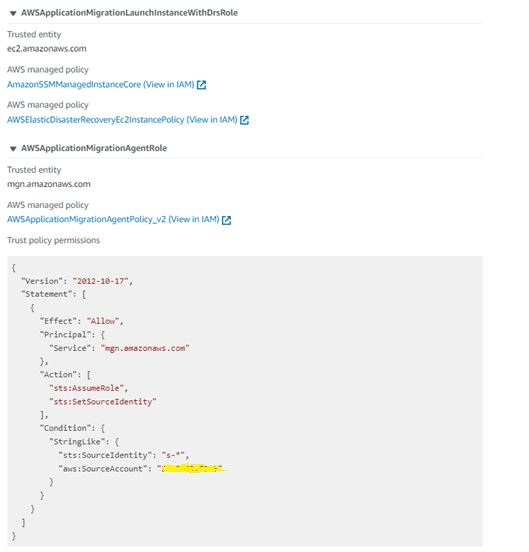 AWSApplicationMigrationLaunchInstanceWithDrsRole
Trusted entity
ec2.amazonaws.com
AWS managed policy
AmazonSSMManagedInstanceCore (View in IAM)
AWS managed policy
AWSElasticDisasterRecoveryEc2InstancePolicy (View in IAM)
AWSApplicationMigrationAgentRole
Trusted entity
mgn.amazonaws.com
AWS managed policy
AWSApplicationMigrationAgentPolicy_v2 (View in IAM)
Trust policy permissions
{
"Version": "2012-10-17",
"Statement": [
{
"Effect": "Allow",
"Principal": {
"Service": "mgn.amazonaws.com"
},
"Action": [
"sts:AssumeRole",
"sts:SetSourceIdentity"
],
"Condition": {
"StringLike": {
"sts:SourceIdentity": "s-*",
"aws:SourceAccount": "
}
}
}
]
}